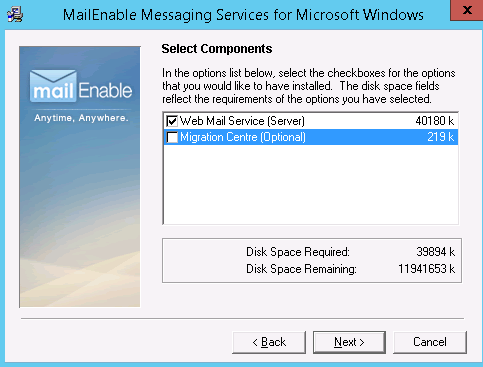 MailEnable Messaging Services for Microsoft Windows
x
mail Enable
Anytime, Anywhere.
Select Components
In the options list below, select the checkboxes for the options
that you would like to have installed.  The disk space fields
reflect the requirements of the options you have selected.
Web Mail Service (Server) 40180 k
Migration Centre (Optional) 219 k
Disk Space Required: 39894 k
Disk Space Remaining: 11941653 k
< Back
Next >
Cancel